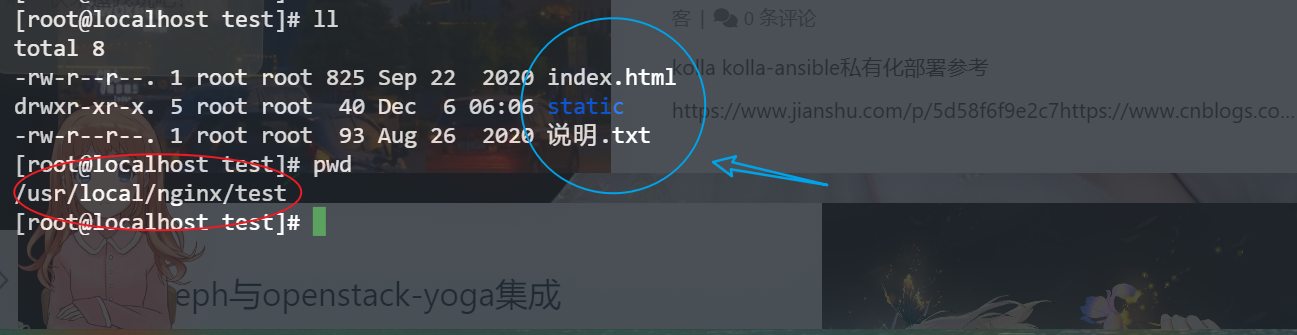 [root@localhost test]# ll
total 8
-rw-r--r--. 1 root root 825 Sep 22  2020 index.html
drwxr-xr-x. 5 root root  40 Dec  6 06:06 static
-rw-r--r--. 1 root root  93 Aug 26  2020 说明.txt
[root@localhost test]# pwd
/usr/local/nginx/test
[root@localhost test]#
客 | 0 条评论
kolla kolla-ansible私有化部署参考
https://www.jianshu.com/p/5d58f6f9e2c7https://www.cnblogs.co...
eph与openstack-yoga集成